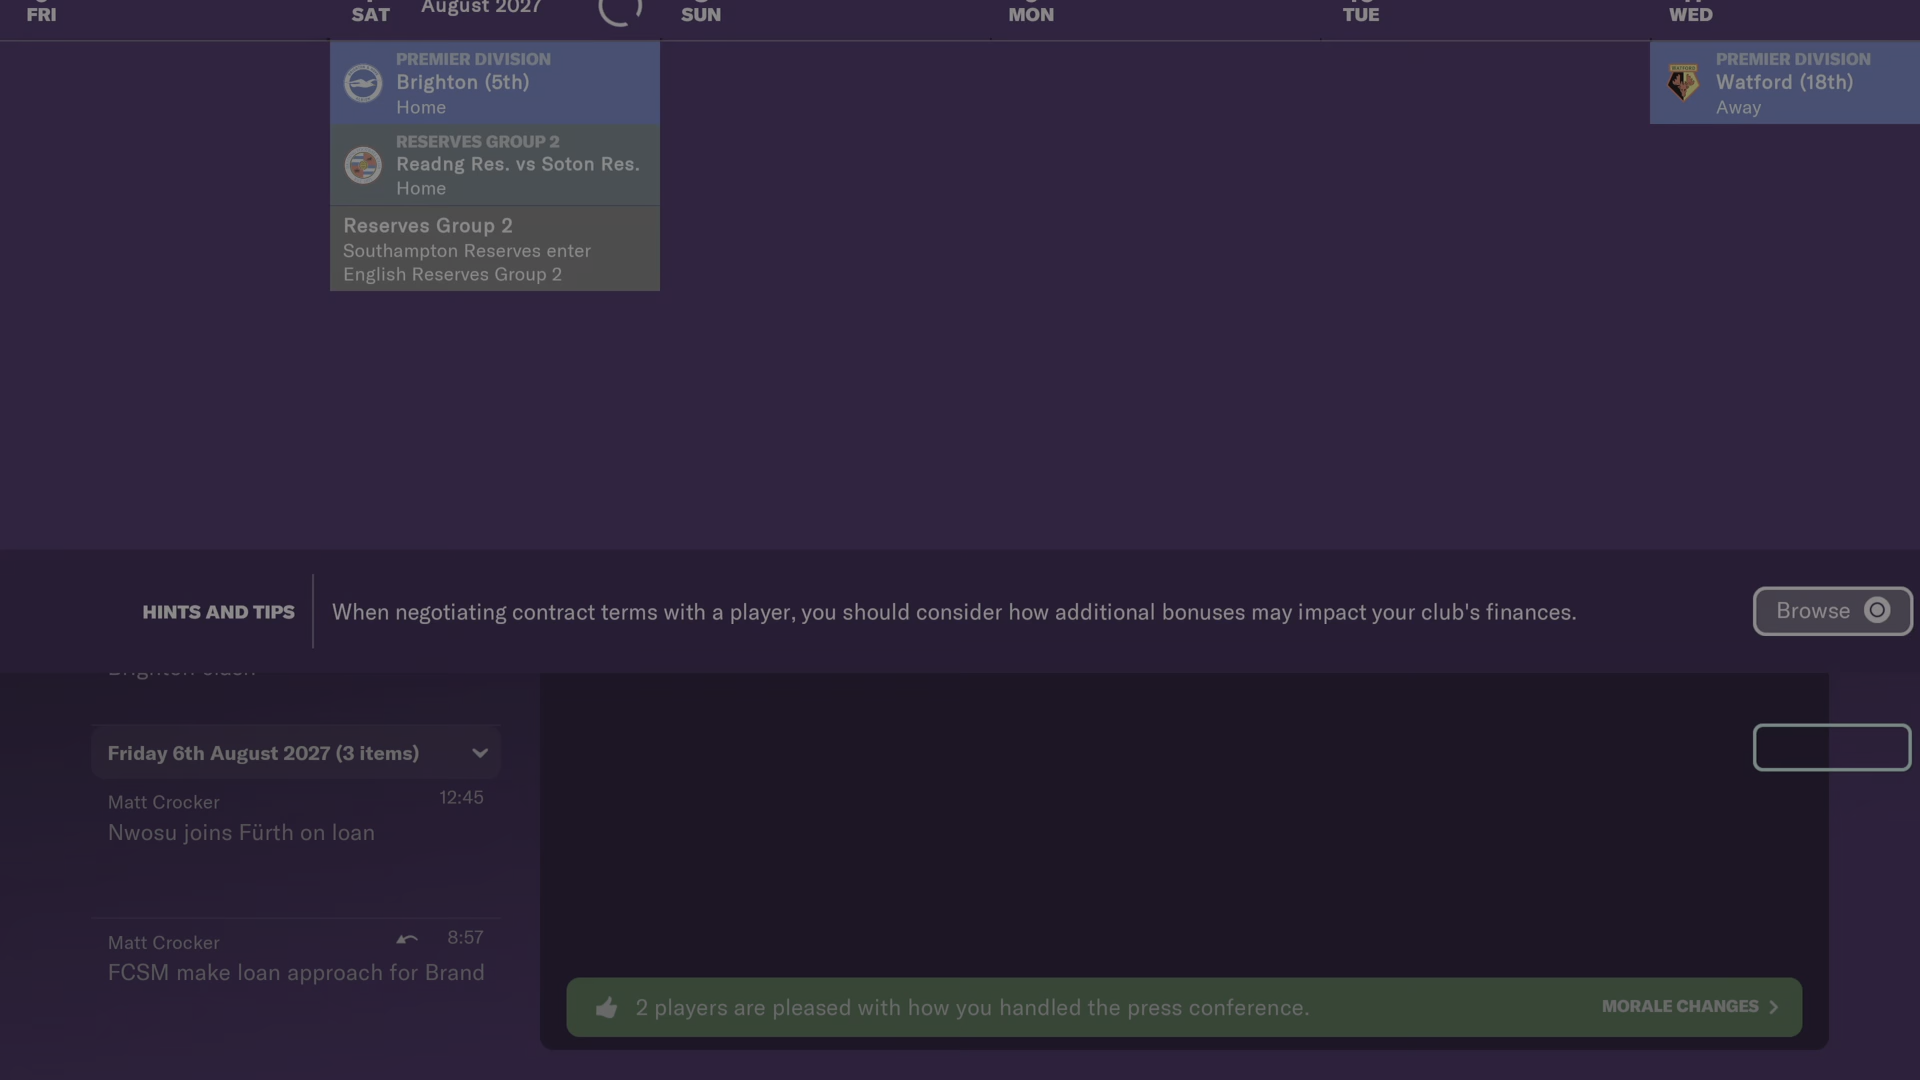 August 2027
FRI
SAT
SUN
MON
TUE
WED
PREMIER DIVISION
Brighton (5th)
Home
RESERVES GROUP 2
Readng Res. vs Soton Res.
Home
Reserves Group 2
Southampton Reserves enter
English Reserves Group 2
PREMIER DIVISION
Watford (18th)
Away
HINTS AND TIPS
When negotiating contract terms with a player, you should consider how additional bonuses may impact your club's finances.
Browse
Friday 6th August 2027 (3 items)
Matt Crocker
12:45
Nwosu joins Fürth on loan
Matt Crocker
8:57
FCSM make loan approach for Brand
2 players are pleased with how you handled the press conference.
MORALE CHANGES